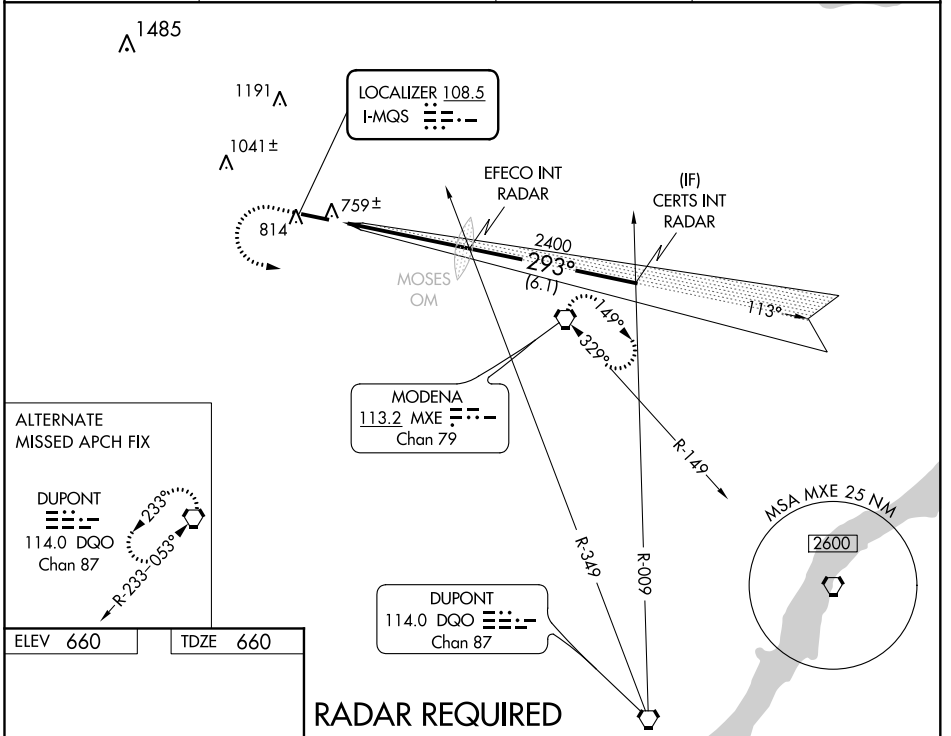 1485
1191
1041±
LOCALIZER 108.5
I-MQS
814
759±
EFECO INT
RADAR
(IF)
CERTS INT
RADAR
MOSES
OM
2400
293°
(6.1)
113°
149°
329°
MODENA
113.2 MXE
Chan 79
R-149
ALTERNATE
MISSED APCH FIX
DUPONT
114.0 DQO
Chan 87
233°
R-233
053°
R-349
R-009
MSA MXE 25 NM
2600
DUPONT
114.0 DQO
Chan 87
ELEV 660
TDZE 660
RADAR REQUIRED